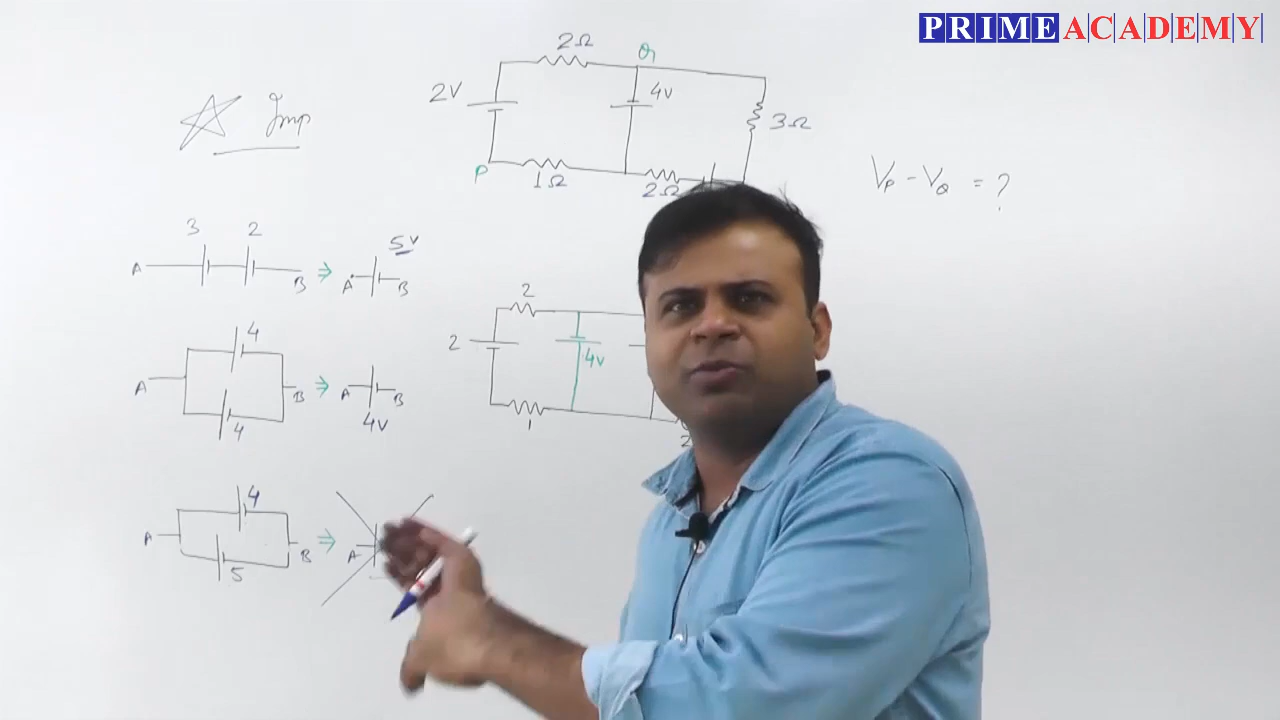 PRIME ACADEMY
Imp
2Ω
Q
2V
4V
3Ω
P
1Ω
2Ω
VP - VQ = ?
3 2
A B ⇒ 5V
A B
2
2
4V
1
2
4
A B ⇒ A B
4 4V
4
A B ⇒ A
5